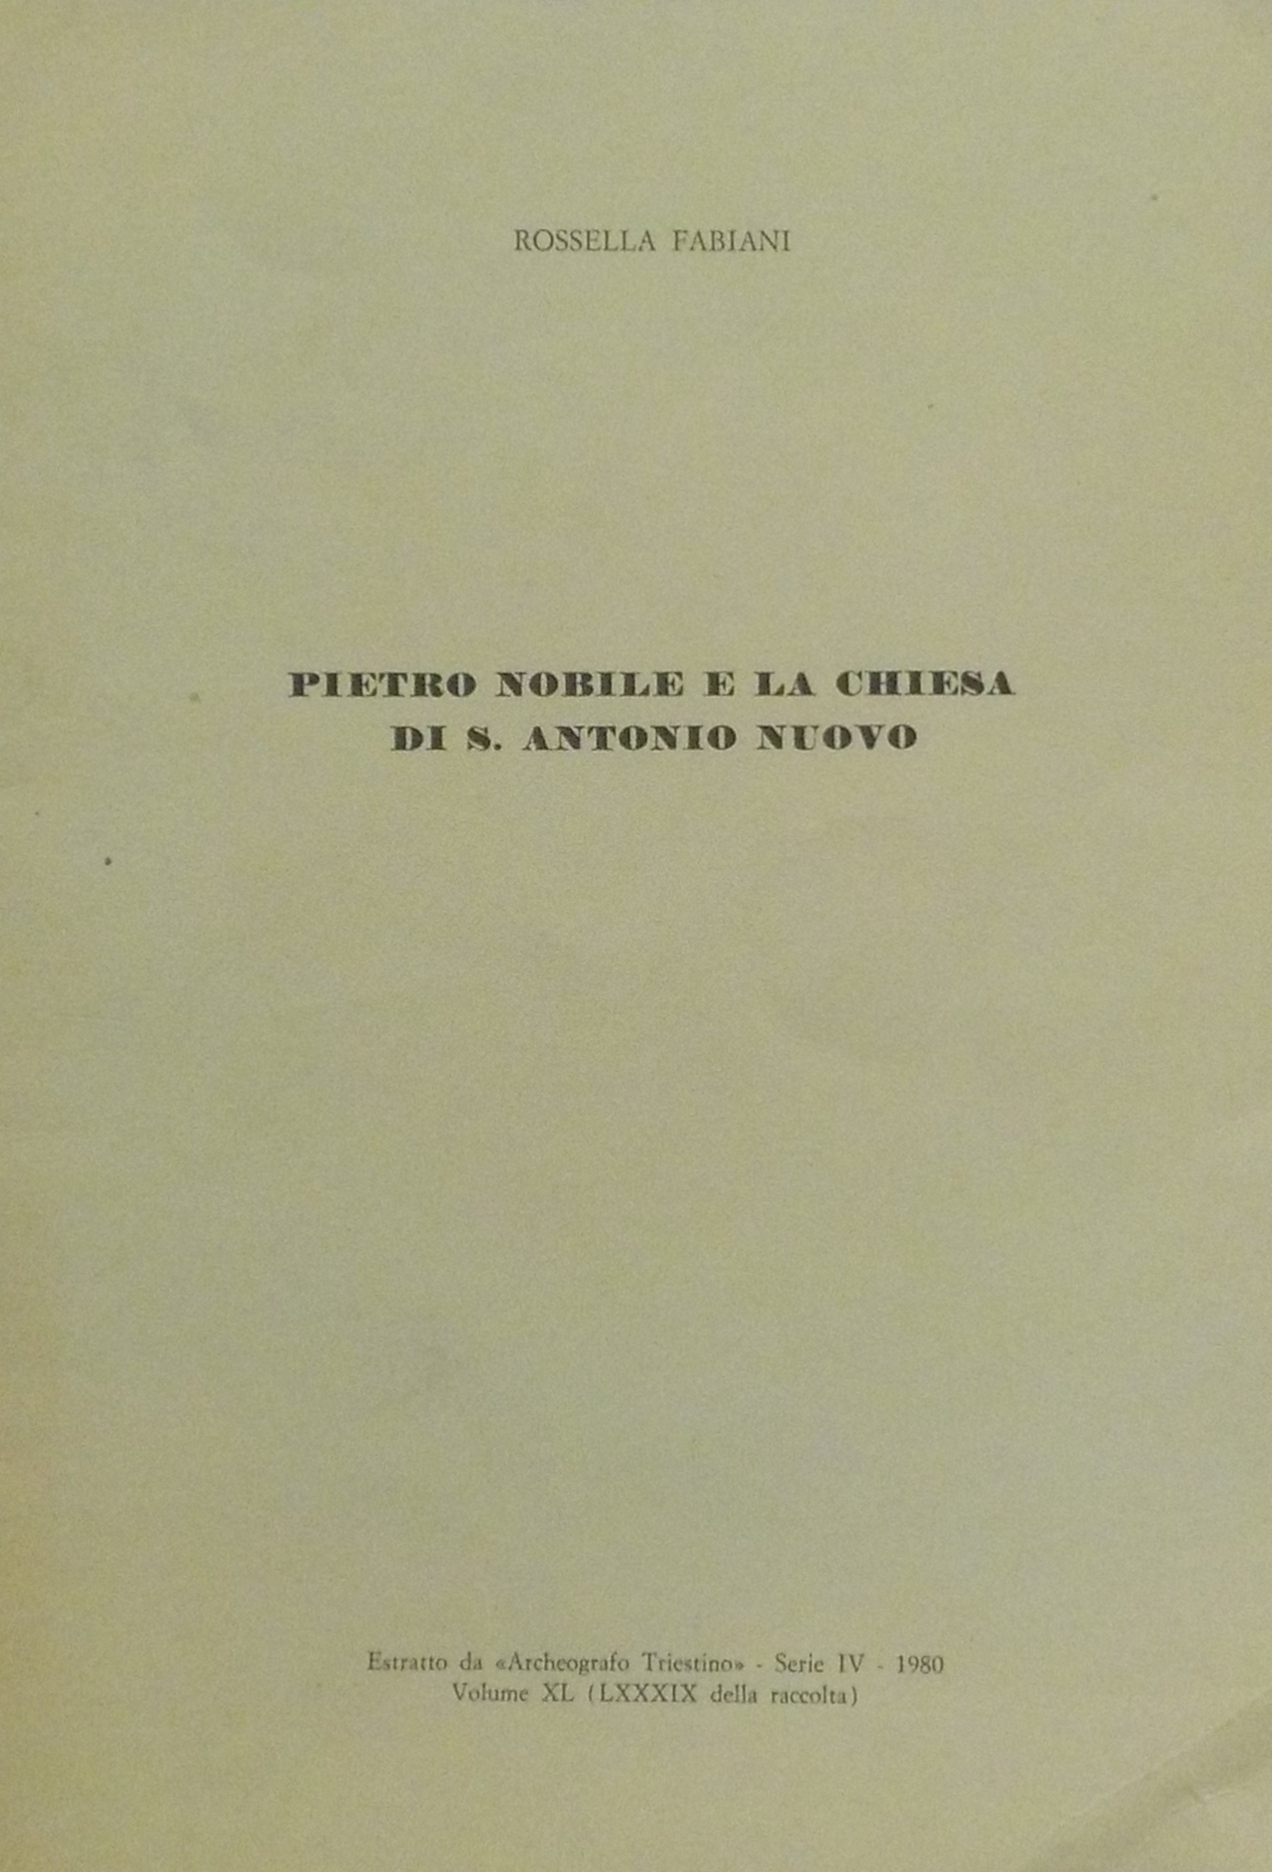 ROSSELLA FABIANI
PIETRO NOBILE E LA CHIESA
DI S. ANTONIO NUOVO
Estratto da «Archeografo Triestino» - Serie IV - 1980
Volume XL (LXXXIX della raccolta)